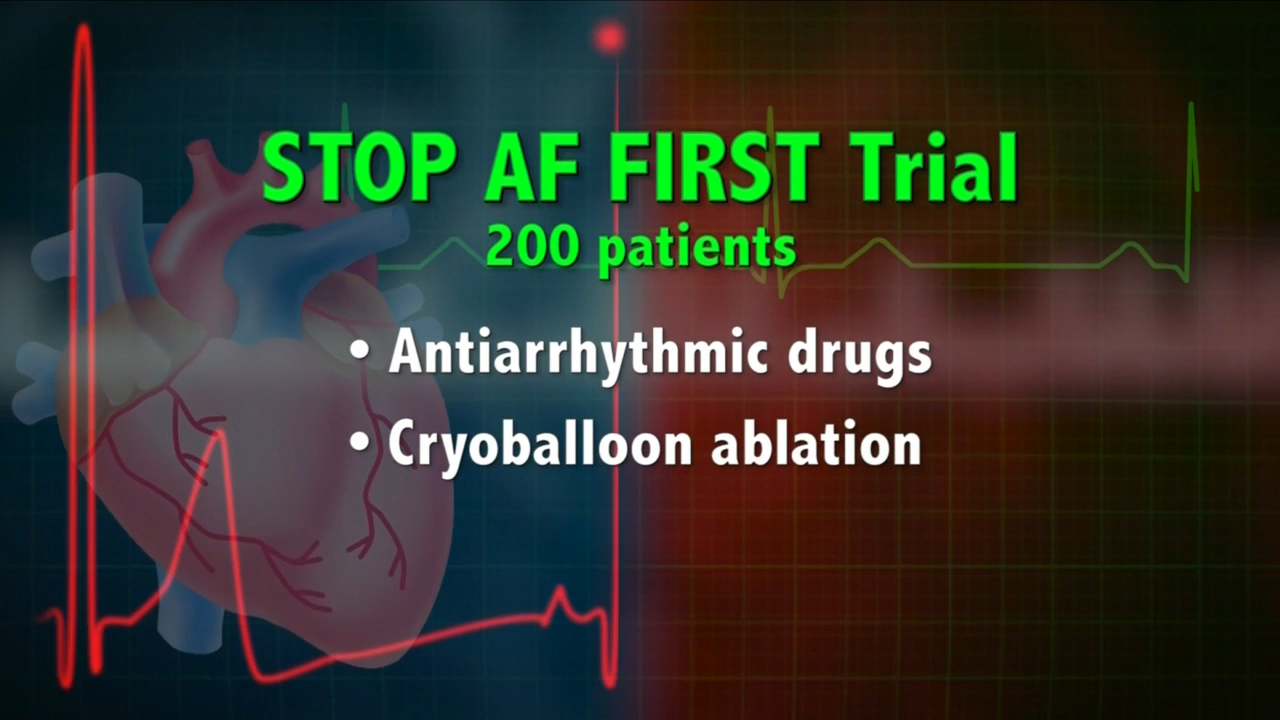 STOP AF FIRST Trial
200 patients
• Antiarrhythmic drugs
• Cryoballoon ablation